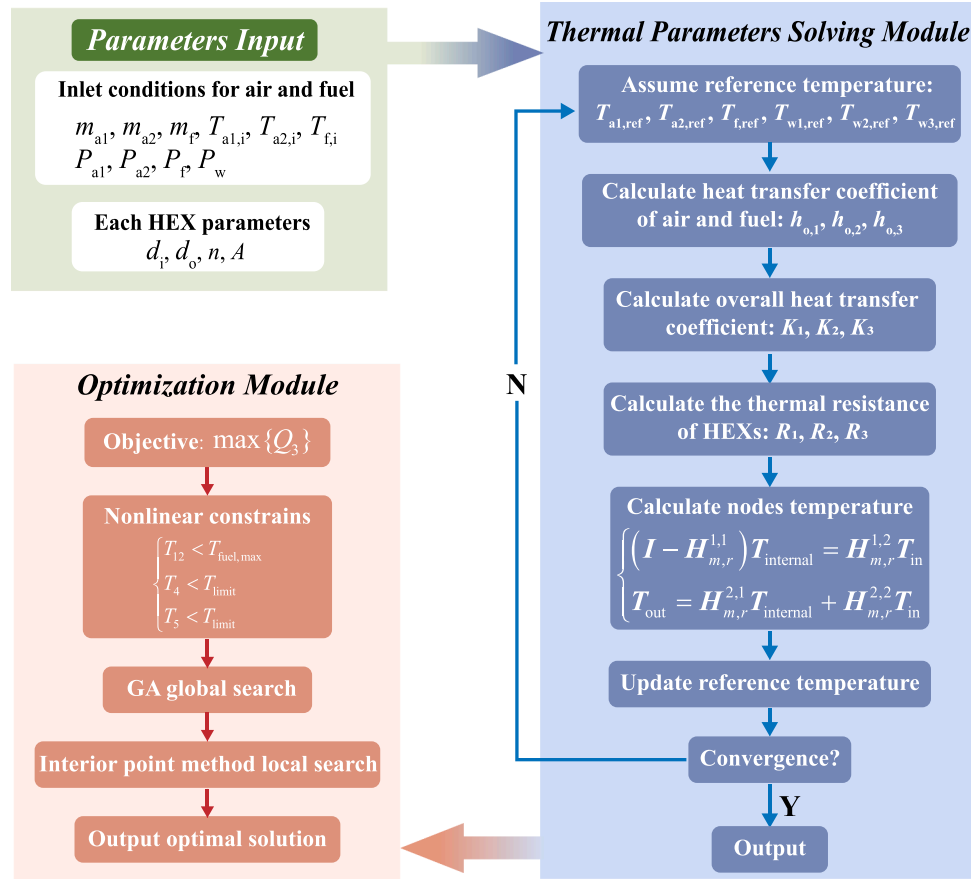 Parameters Input
Inlet conditions for air and fuel
m_a1, m_a2, m_f, T_a1,i, T_a2,i, T_f,i
P_a1, P_a2, P_f, P_w
Each HEX parameters
d_i, d_o, n, A
Thermal Parameters Solving Module
Assume reference temperature:
T_a1,ref, T_a2,ref, T_f,ref, T_w1,ref, T_w2,ref, T_w3,ref
Calculate heat transfer coefficient
of air and fuel: h_o,1, h_o,2, h_o,3
Calculate overall heat transfer
coefficient: K₁, K₂, K₃
Calculate the thermal resistance
of HEXs: R₁, R₂, R₃
Calculate nodes temperature
(I − H_m,r^1,1) T_internal = H_m,r^1,2 T_in
T_out = H_m,r^2,1 T_internal + H_m,r^2,2 T_in
Update reference temperature
Convergence?
N
Y
Output
Optimization Module
Objective: max{Q₃}
Nonlinear constrains
T₁₂ < T_fuel,max
T₄ < T_limit
T₅ < T_limit
GA global search
Interior point method local search
Output optimal solution